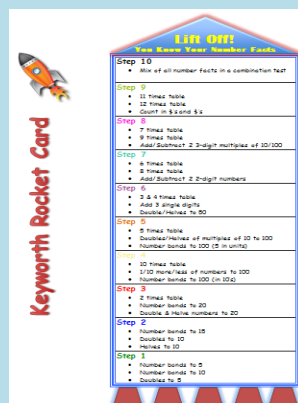 Lift Off!
You Know Your Number Facts
Keyworth Rocket Card
Step 10
Mix of all number facts in a combination test
Step 9
11 times table
12 times table
Count in
Step 8
7 times table
9 times table
Add/Subtract 2 3-digit multiples of 10/100
Step 7
6 times table
8 times table
Add/Subtract 2 2-digit numbers
Step 6
3 & 4 times table
Add 3 single digits
Double/Halves to 50
Step 5
5 times table
Doubles/Halves of multiples of 10 to 100
Number bonds to 100 (5 in units)
Step 4
10 times table
1/10 more/less of numbers to 100
Number bonds to 100 (in 10's)
Step 3
2 times table
Number bonds to 20
Double & Halve numbers to 20
Step 2
Number bonds to 15
Doubles to 10
Halves to 10
Step 1
Number bonds to 5
Number bonds to 10
Doubles to 5